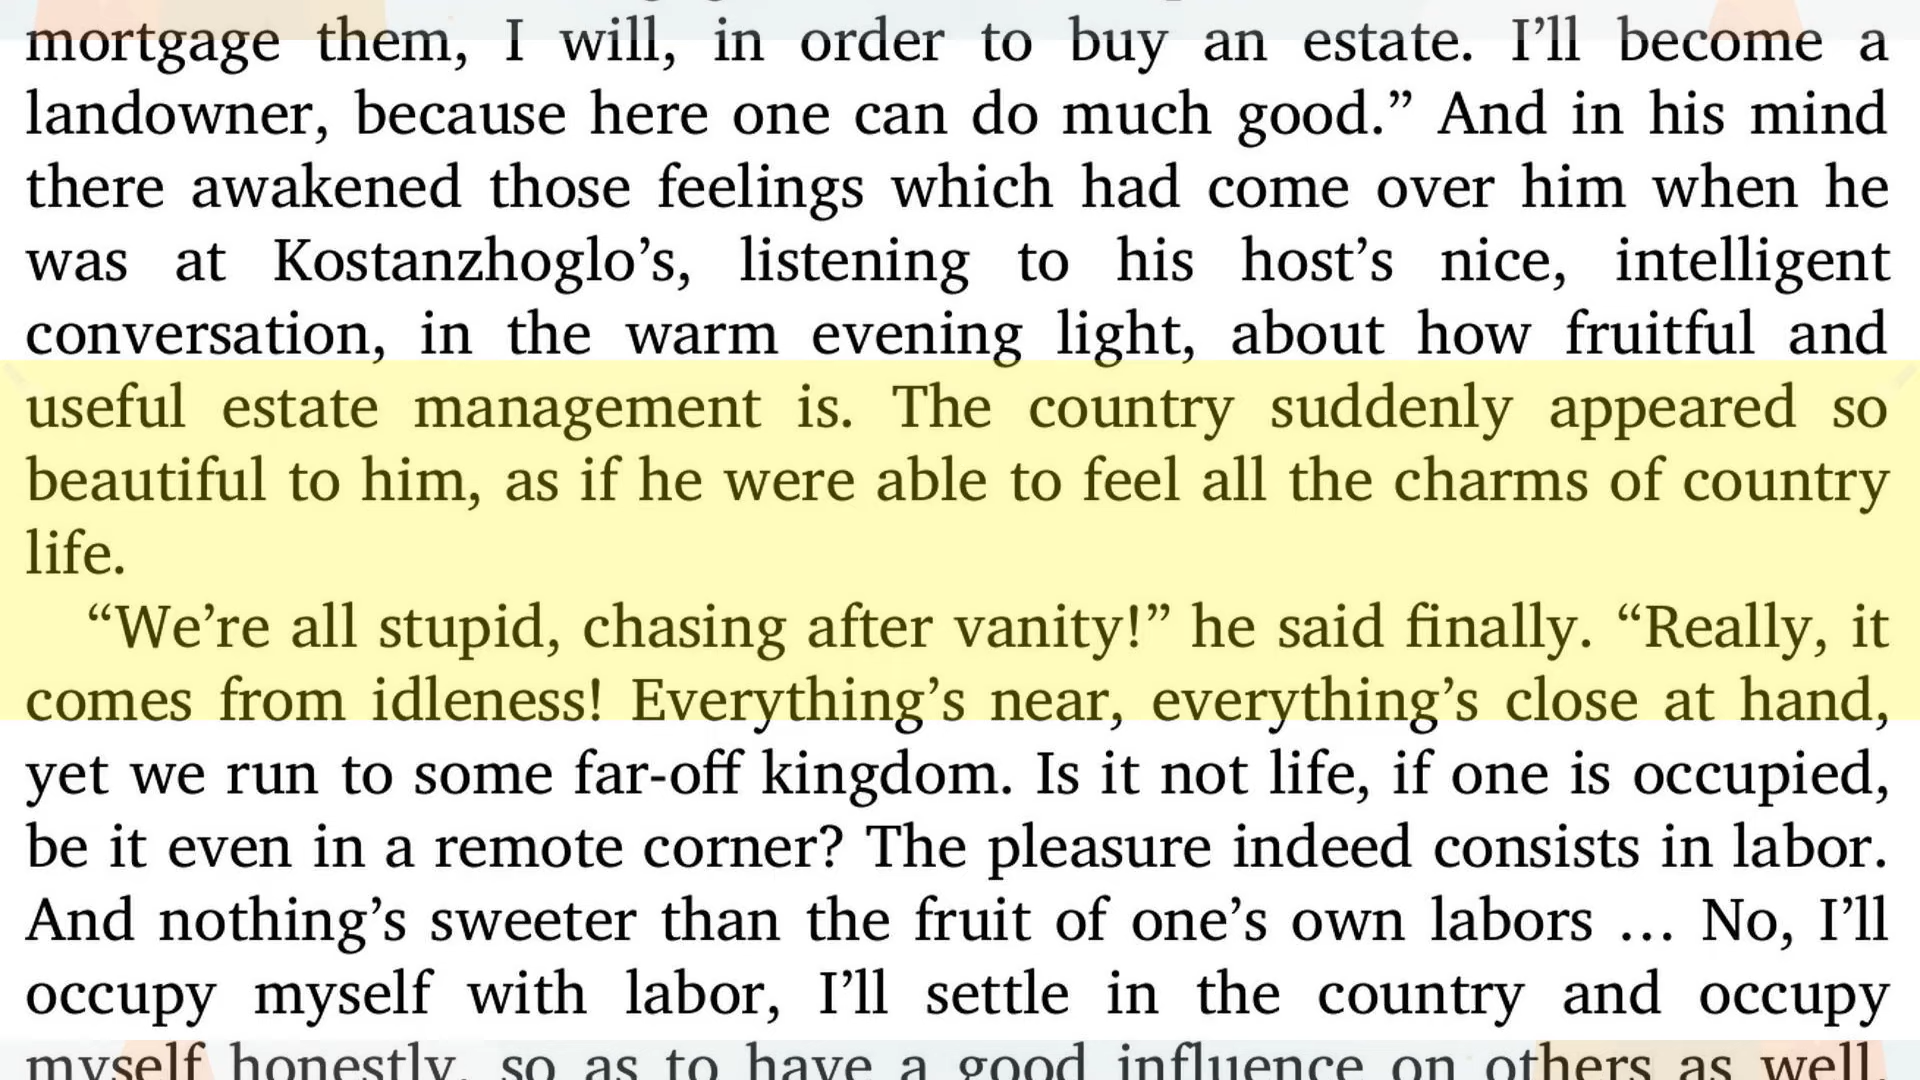 mortgage them, I will, in order to buy an estate. I’ll become a
landowner, because here one can do much good.” And in his mind
there awakened those feelings which had come over him when he
was at Kostanzhoglo’s, listening to his host’s nice, intelligent
conversation, in the warm evening light, about how fruitful and
useful estate management is. The country suddenly appeared so
beautiful to him, as if he were able to feel all the charms of country
life.
“We’re all stupid, chasing after vanity!” he said finally. “Really, it
comes from idleness! Everything’s near, everything’s close at hand,
yet we run to some far-off kingdom. Is it not life, if one is occupied,
be it even in a remote corner? The pleasure indeed consists in labor.
And nothing’s sweeter than the fruit of one’s own labors … No, I’ll
occupy myself with labor, I’ll settle in the country and occupy
myself honestly, so as to have a good influence on others as well.